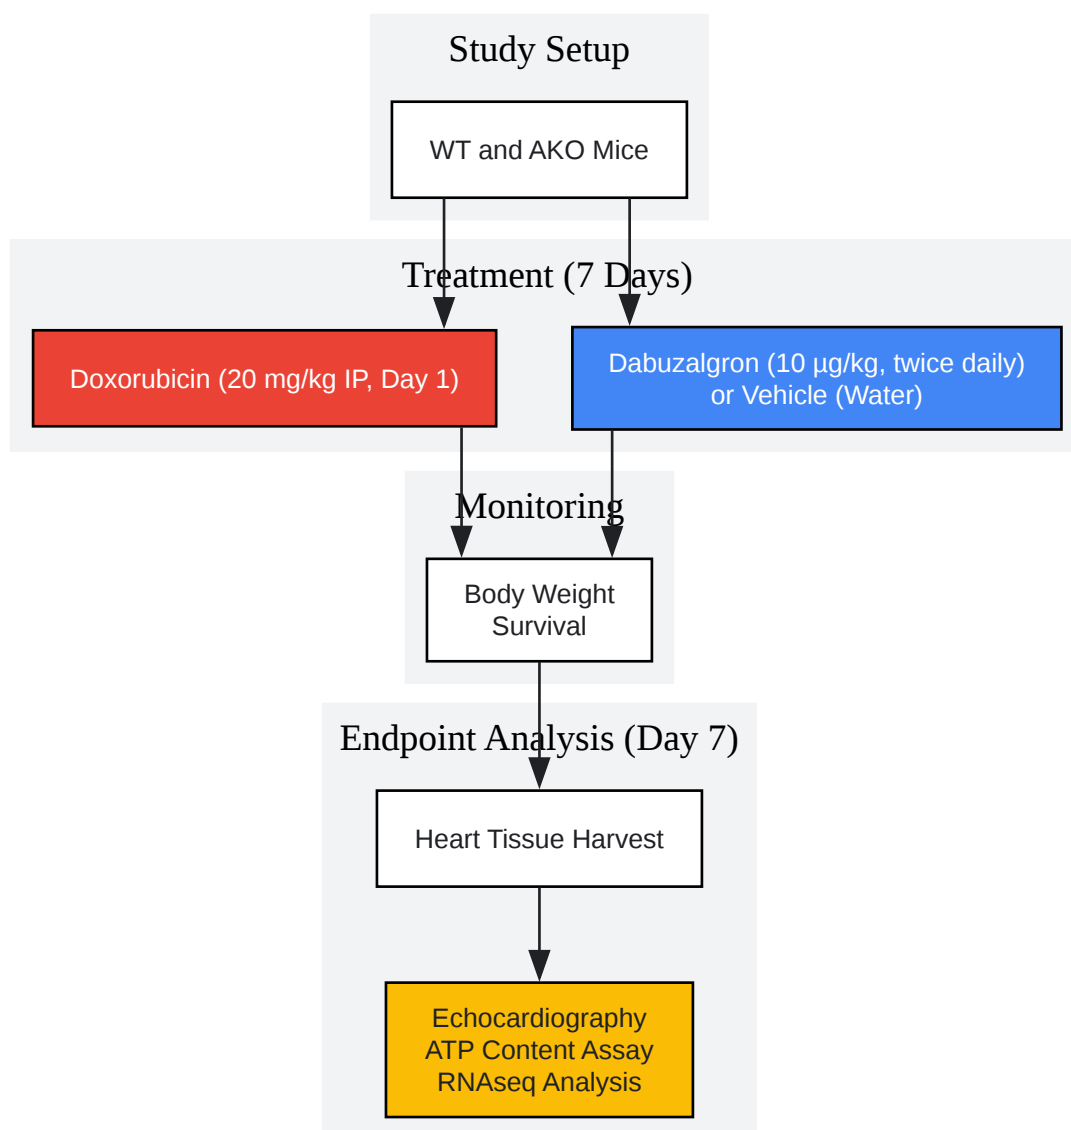 Study Setup
WT and AKO Mice
Treatment (7 Days)
Doxorubicin (20 mg/kg IP, Day 1)
Dabuzalgron (10 µg/kg, twice daily)
or Vehicle (Water)
Monitoring
Body Weight
Survival
Endpoint Analysis (Day 7)
Heart Tissue Harvest
Echocardiography
ATP Content Assay
RNAseq Analysis